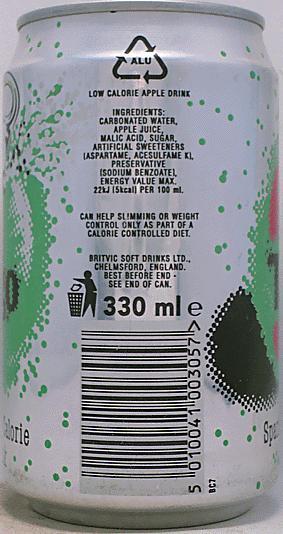 ALU
LOW CALORIE APPLE DRINK
INGREDIENTS:
CARBONATED WATER,
APPLE JUICE,
MALIC ACID, SUGAR,
ARTIFICIAL SWEETENERS
(ASPARTAME, ACESULFAME K),
PRESERVATIVE
(SODIUM BENZOATE),
ENERGY VALUE MAX.
22kJ (5kcal) PER 100 ml.
CAN HELP SLIMMING OR WEIGHT
CONTROL ONLY AS PART OF A
CALORIE CONTROLLED DIET.
BRITVIC SOFT DRINKS LTD.,
CHELMSFORD, ENGLAND.
BEST BEFORE END -
SEE END OF CAN.
330 ml e
5 010041 003057>
BC7
Calorie
Spa